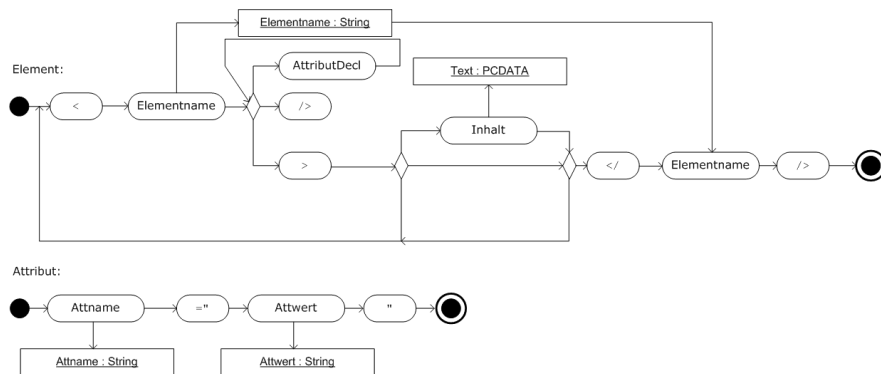 Elementname : String
Element:
AttributDecl
Text : PCDATA
<
Elementname
/>
Inhalt
>
</
Elementname
/>
Attribut:
Attname
="
Attwert
"
Attname : String
Attwert : String